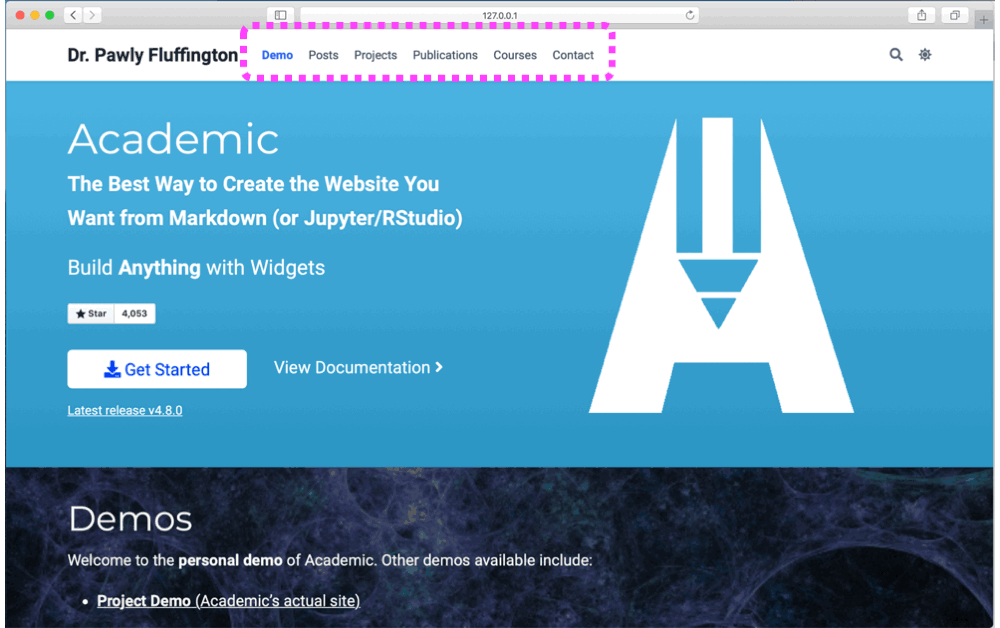 127.0.0.1
Dr. Pawly Fluffington Demo Posts Projects Publications Courses Contact
Academic
The Best Way to Create the Website You
Want from Markdown (or Jupyter/RStudio)
Build Anything with Widgets
Star 4,053
Get Started View Documentation
Latest release v4.8.0
Demos
Welcome to the personal demo of Academic. Other demos available include:
• Project Demo (Academic's actual site)